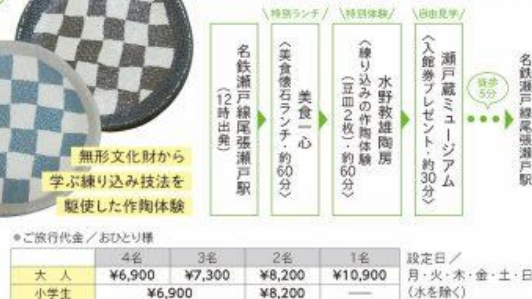 特別ランチ
特別体験
自由見学
名鉄瀬戸線尾張瀬戸駅
（12時出発）
美食一心
〈美食懐石ランチ・約60分〉
水野教雄陶房
〈練り込みの作陶体験
（豆皿2枚）・約60分〉
瀬戸蔵ミュージアム
〈入館券プレゼント・約30分〉
徒歩
5分
名鉄瀬戸線尾張瀬戸駅
無形文化財から
学ぶ練り込み技法を
駆使した作陶体験
●ご旅行代金／おひとり様
4名 3名 2名 1名
大人 ¥6,900 ¥7,300 ¥8,200 ¥10,900
小学生 ¥6,900 ¥8,200 ―
設定日／
月・火・木・金・土・日
（水を除く）